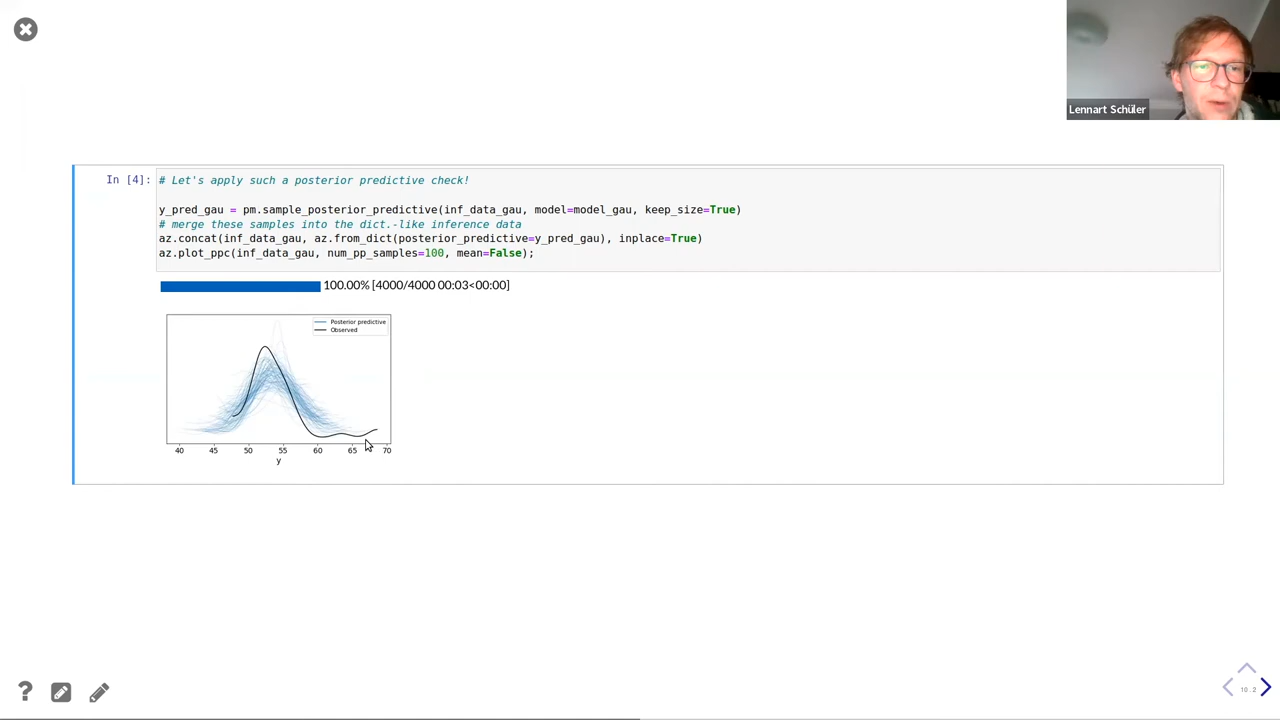 Lennart Schüler
In [4]:
# Let's apply such a posterior predictive check!
y_pred_gau = pm.sample_posterior_predictive(inf_data_gau, model=model_gau, keep_size=True)
# merge these samples into the dict.-like inference data
az.concat(inf_data_gau, az.from_dict(posterior_predictive=y_pred_gau), inplace=True)
az.plot_ppc(inf_data_gau, num_pp_samples=100, mean=False);
100.00% [4000/4000 00:03<00:00]
Posterior predictive
Observed
40 45 50 55 60 65 70
y
?
10.2